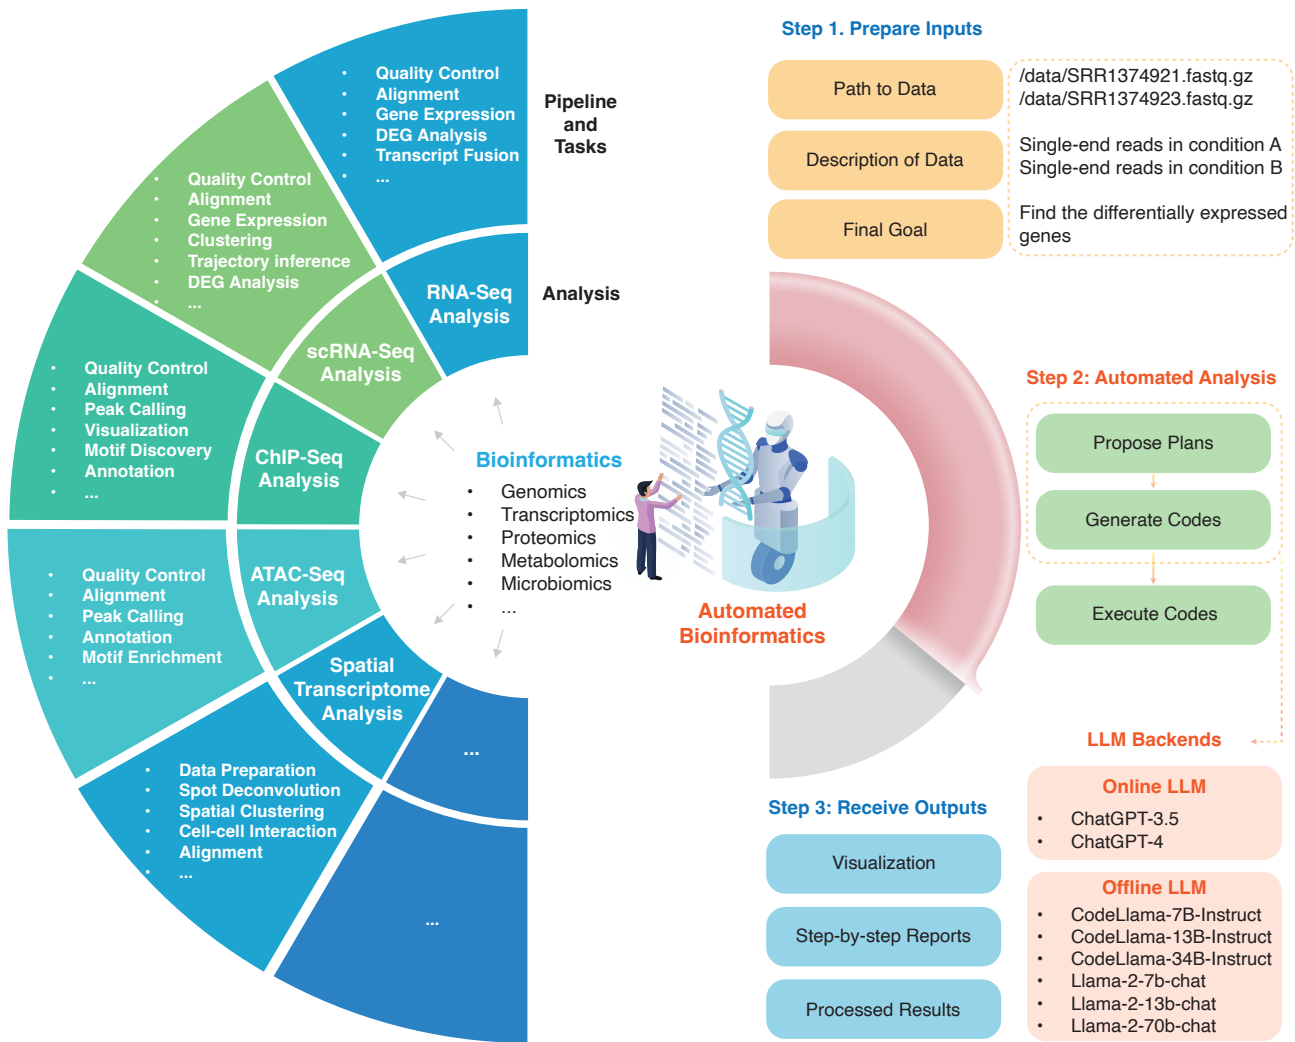 Pipeline
and
Tasks
• Quality Control
• Alignment
• Gene Expression
• DEG Analysis
• Transcript Fusion
• ...
• Quality Control
• Alignment
• Gene Expression
• Clustering
• Trajectory inference
• DEG Analysis
• ...
• Quality Control
• Alignment
• Peak Calling
• Visualization
• Motif Discovery
• Annotation
• ...
• Quality Control
• Alignment
• Peak Calling
• Annotation
• Motif Enrichment
• ...
• Data Preparation
• Spot Deconvolution
• Spatial Clustering
• Cell-cell Interaction
• Alignment
• ...
...
Analysis
RNA-Seq
Analysis
scRNA-Seq
Analysis
ChIP-Seq
Analysis
ATAC-Seq
Analysis
Spatial
Transcriptome
Analysis
...
Bioinformatics
• Genomics
• Transcriptomics
• Proteomics
• Metabolomics
• Microbiomics
• ...
Automated
Bioinformatics
Step 1. Prepare Inputs
Path to Data
/data/SRR1374921.fastq.gz
/data/SRR1374923.fastq.gz
Description of Data
Single-end reads in condition A
Single-end reads in condition B
Final Goal
Find the differentially expressed
genes
Step 2: Automated Analysis
Propose Plans
Generate Codes
Execute Codes
LLM Backends
Online LLM
• ChatGPT-3.5
• ChatGPT-4
Offline LLM
• CodeLlama-7B-Instruct
• CodeLlama-13B-Instruct
• CodeLlama-34B-Instruct
• Llama-2-7b-chat
• Llama-2-13b-chat
• Llama-2-70b-chat
Step 3: Receive Outputs
Visualization
Step-by-step Reports
Processed Results